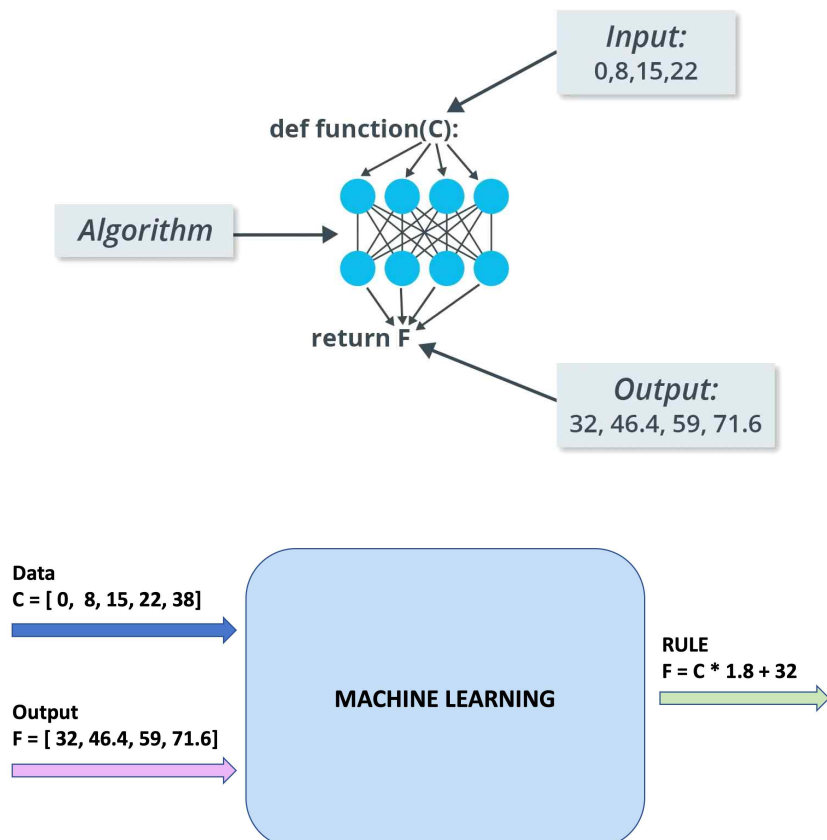 Input:
0,8,15,22
def function(C):
Algorithm
return F
Output:
32, 46.4, 59, 71.6
Data
C = [ 0, 8, 15, 22, 38]
RULE
F = C * 1.8 + 32
MACHINE LEARNING
Output
F = [ 32, 46.4, 59, 71.6]